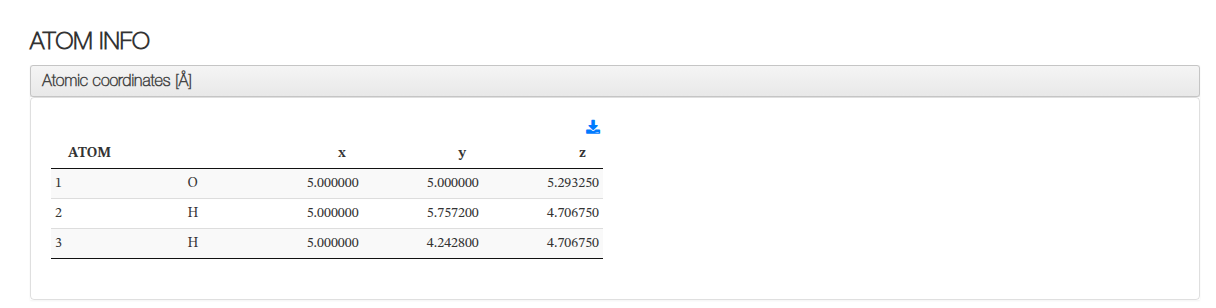 ATOM INFO
Atomic coordinates [Å]
ATOM x y z
1 O 5.000000 5.000000 5.293250
2 H 5.000000 5.757200 4.706750
3 H 5.000000 4.242800 4.706750